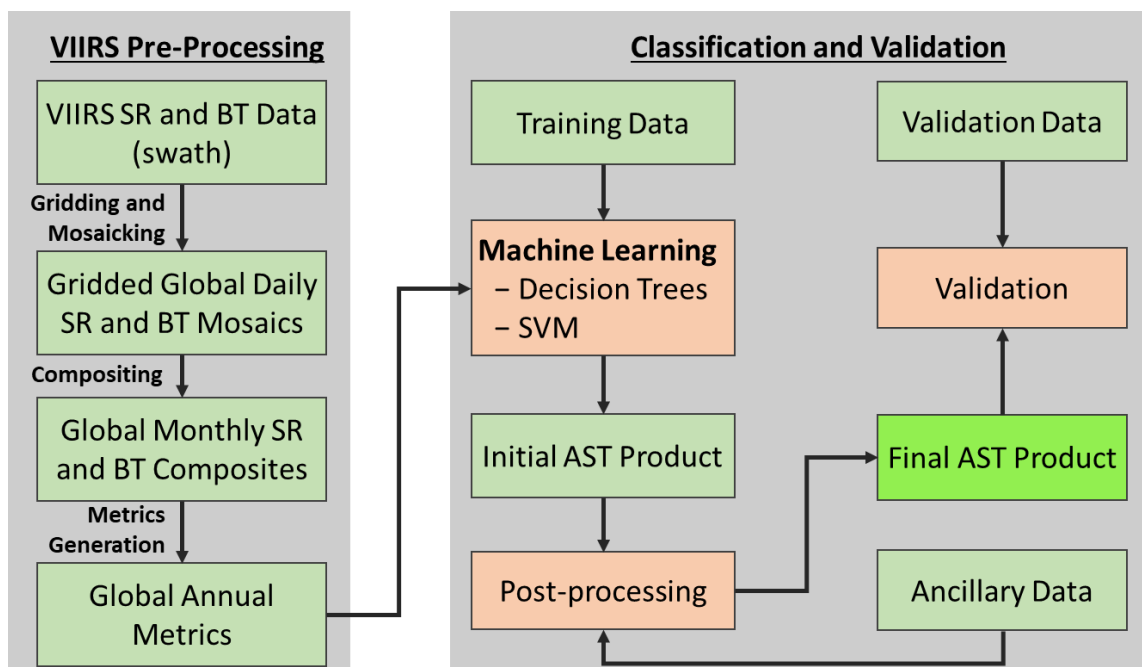 VIIRS Pre-Processing
VIIRS SR and BT Data
(swath)
Gridding and
Mosaicking
Gridded Global Daily
SR and BT Mosaics
Compositing
Global Monthly SR
and BT Composites
Metrics
Generation
Global Annual
Metrics
Classification and Validation
Training Data
Machine Learning
– Decision Trees
– SVM
Initial AST Product
Post-processing
Validation Data
Validation
Final AST Product
Ancillary Data